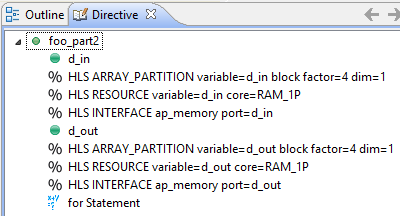 Outline Directive
foo_part2
d_in
% HLS ARRAY_PARTITION variable=d_in block factor=4 dim=1
% HLS RESOURCE variable=d_in core=RAM_1P
% HLS INTERFACE ap_memory port=d_in
d_out
% HLS ARRAY_PARTITION variable=d_out block factor=4 dim=1
% HLS RESOURCE variable=d_out core=RAM_1P
% HLS INTERFACE ap_memory port=d_out
for Statement